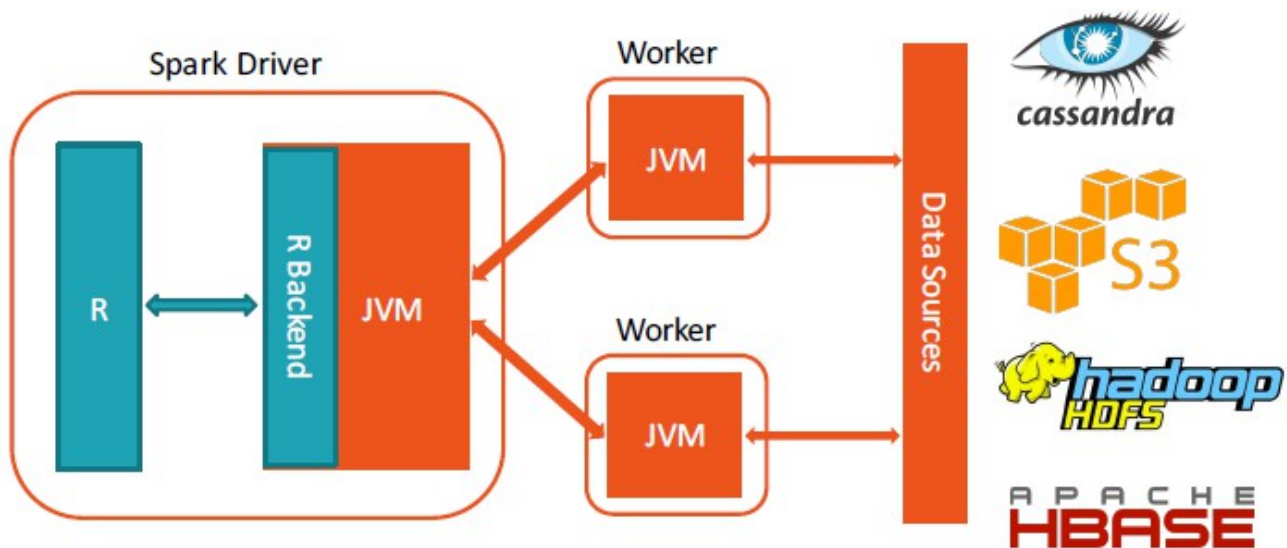 Spark Driver
R
R Backend
JVM
Worker
JVM
Worker
JVM
Data Sources
cassandra
S3
hadoop
HDFS
APACHE
HBASE